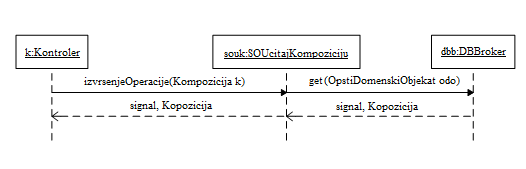 k:Kontroler
souk:SOUcitajKompoziciju
dbb:DBBroker
izvrsenjeOperacije(Kompozicija k)
get(OpstiDomenskiObjekat odo)
signal, Kopozicija
signal, Kopozicija